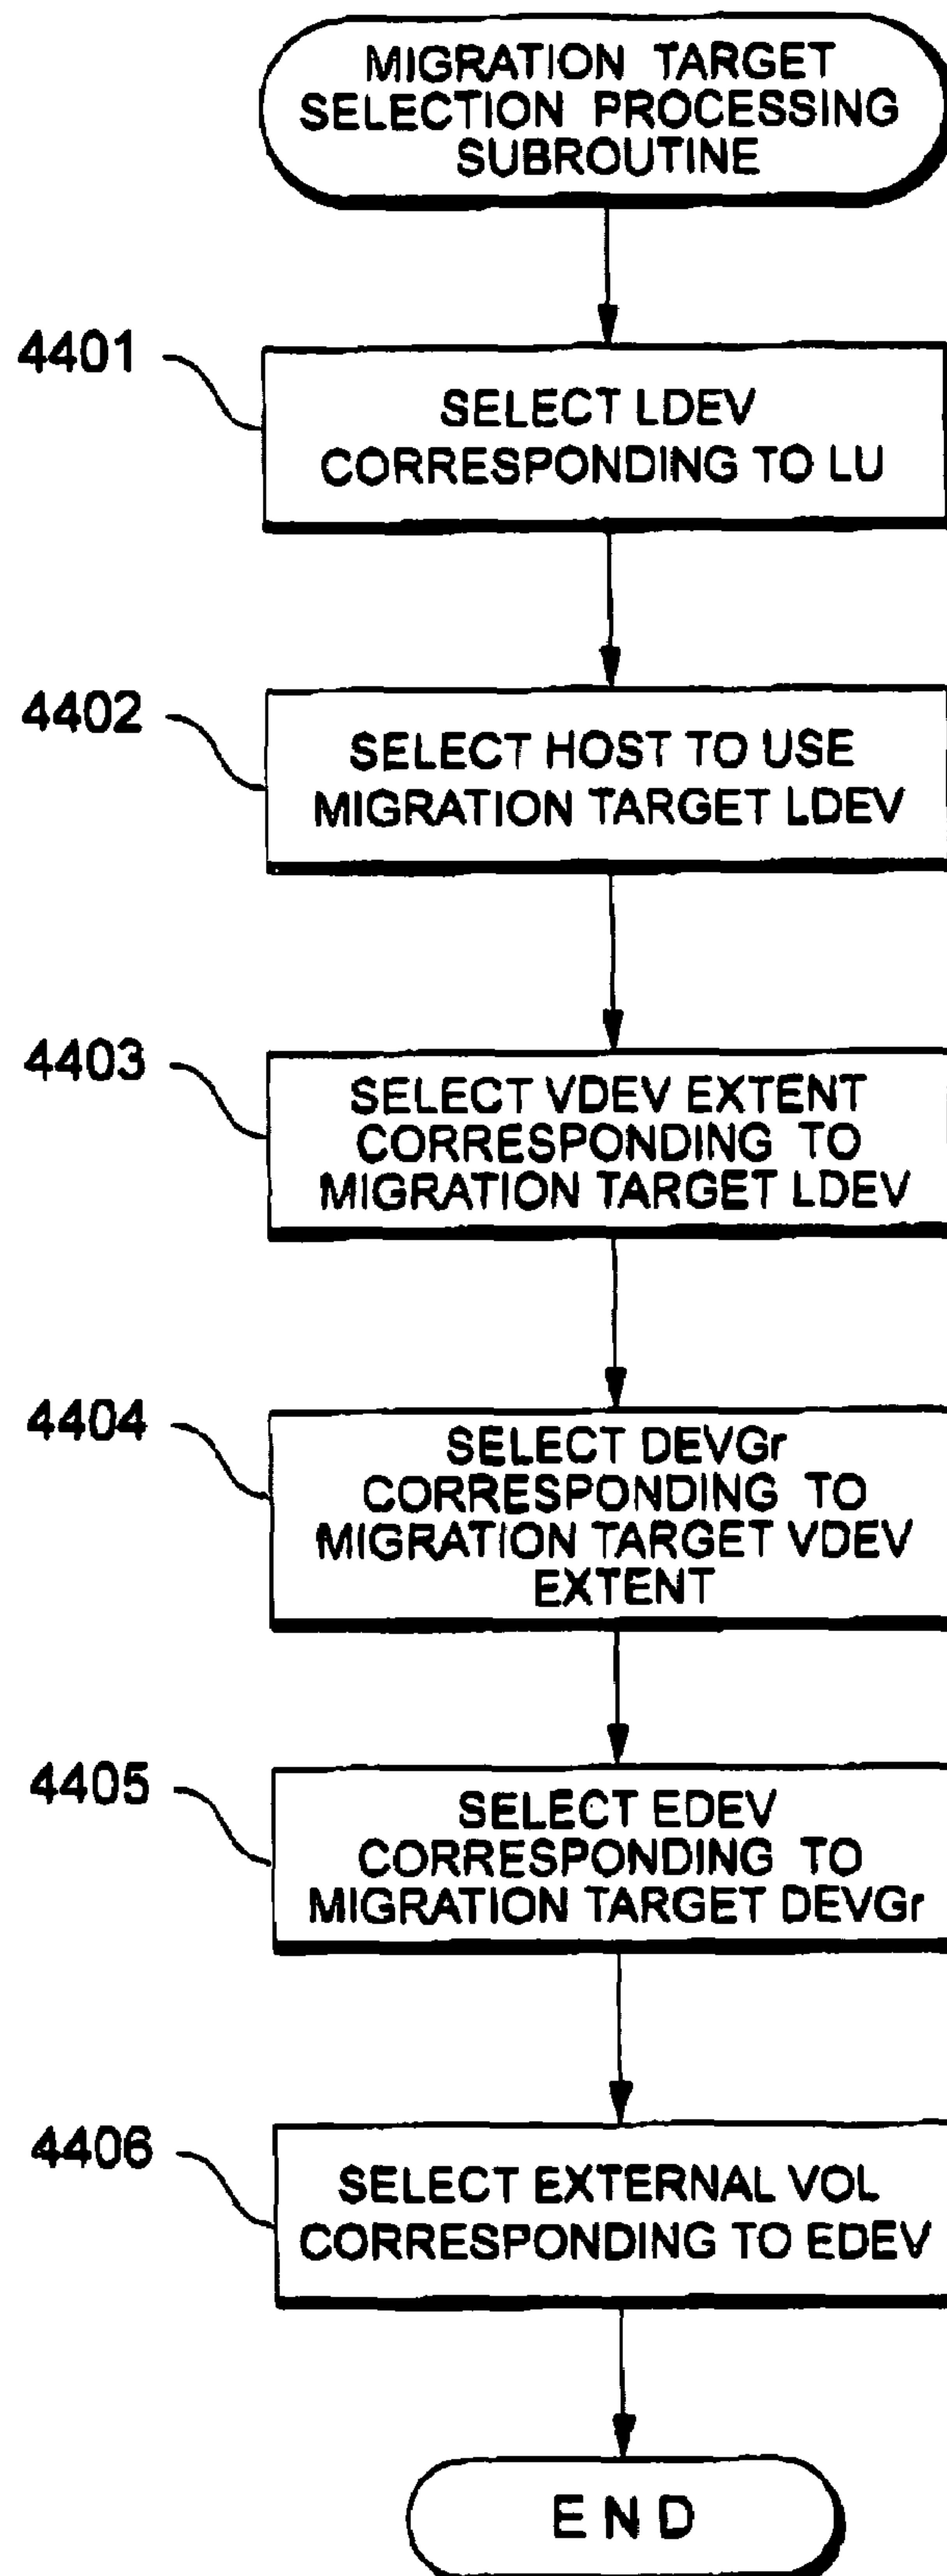 MIGRATION TARGET
SELECTION PROCESSING
SUBROUTINE
4401
SELECT LDEV
CORRESPONDING TO LU
4402
SELECT HOST TO USE
MIGRATION TARGET LDEV
4403
SELECT VDEV EXTENT
CORRESPONDING TO
MIGRATION TARGET LDEV
4404
SELECT DEVGr
CORRESPONDING TO
MIGRATION TARGET VDEV
EXTENT
4405
SELECT EDEV
CORRESPONDING TO
MIGRATION TARGET DEVGr
4406
SELECT EXTERNAL VOL
CORRESPONDING TO EDEV
END